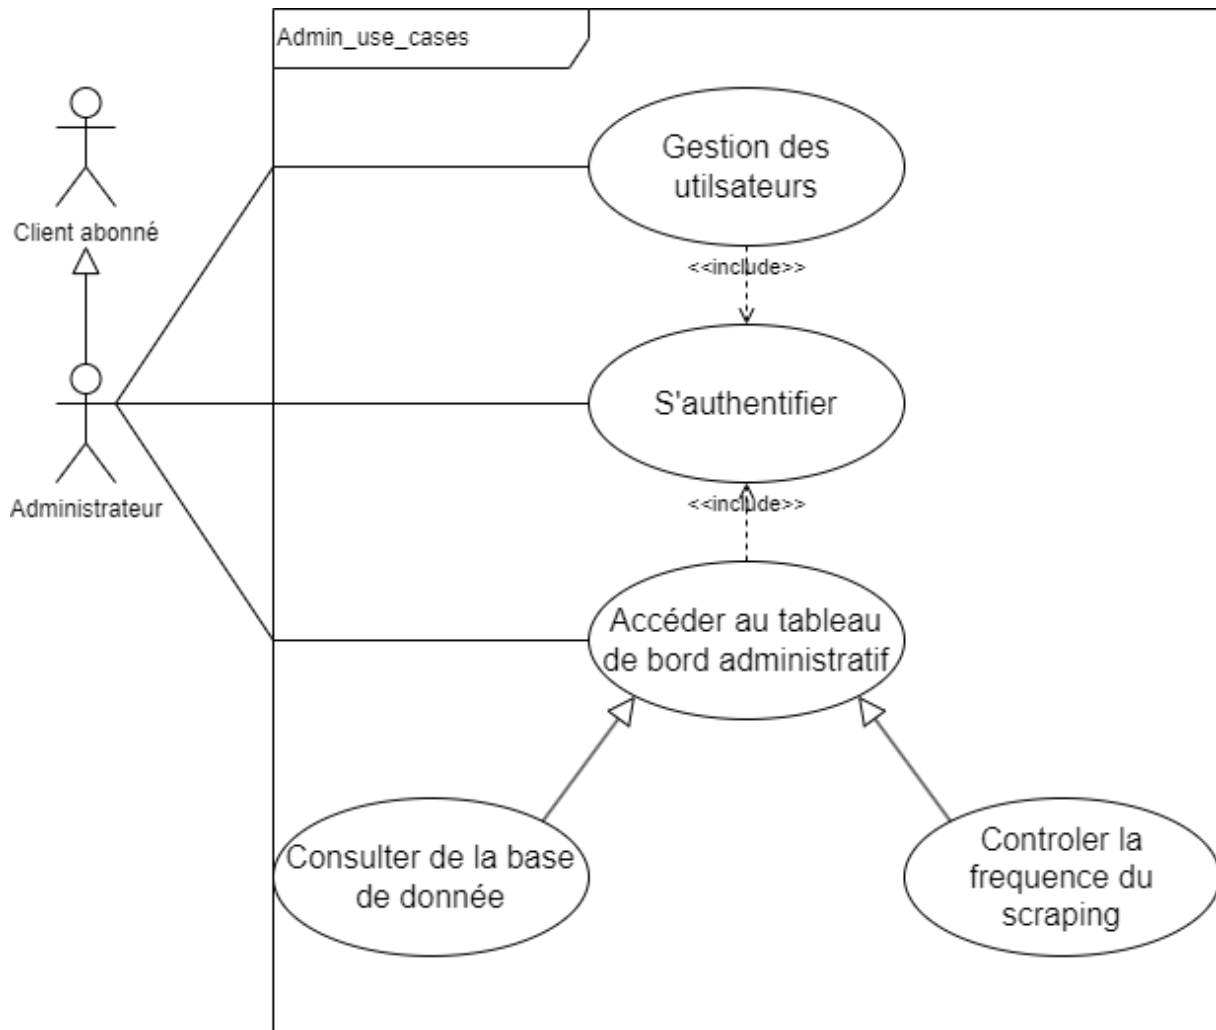 Admin_use_cases
Client abonné
Administrateur
Gestion des
utilsateurs
<<include>>
S'authentifier
<<include>>
Accéder au tableau
de bord administratif
Consulter de la base
de donnée
Controler la
frequence du
scraping